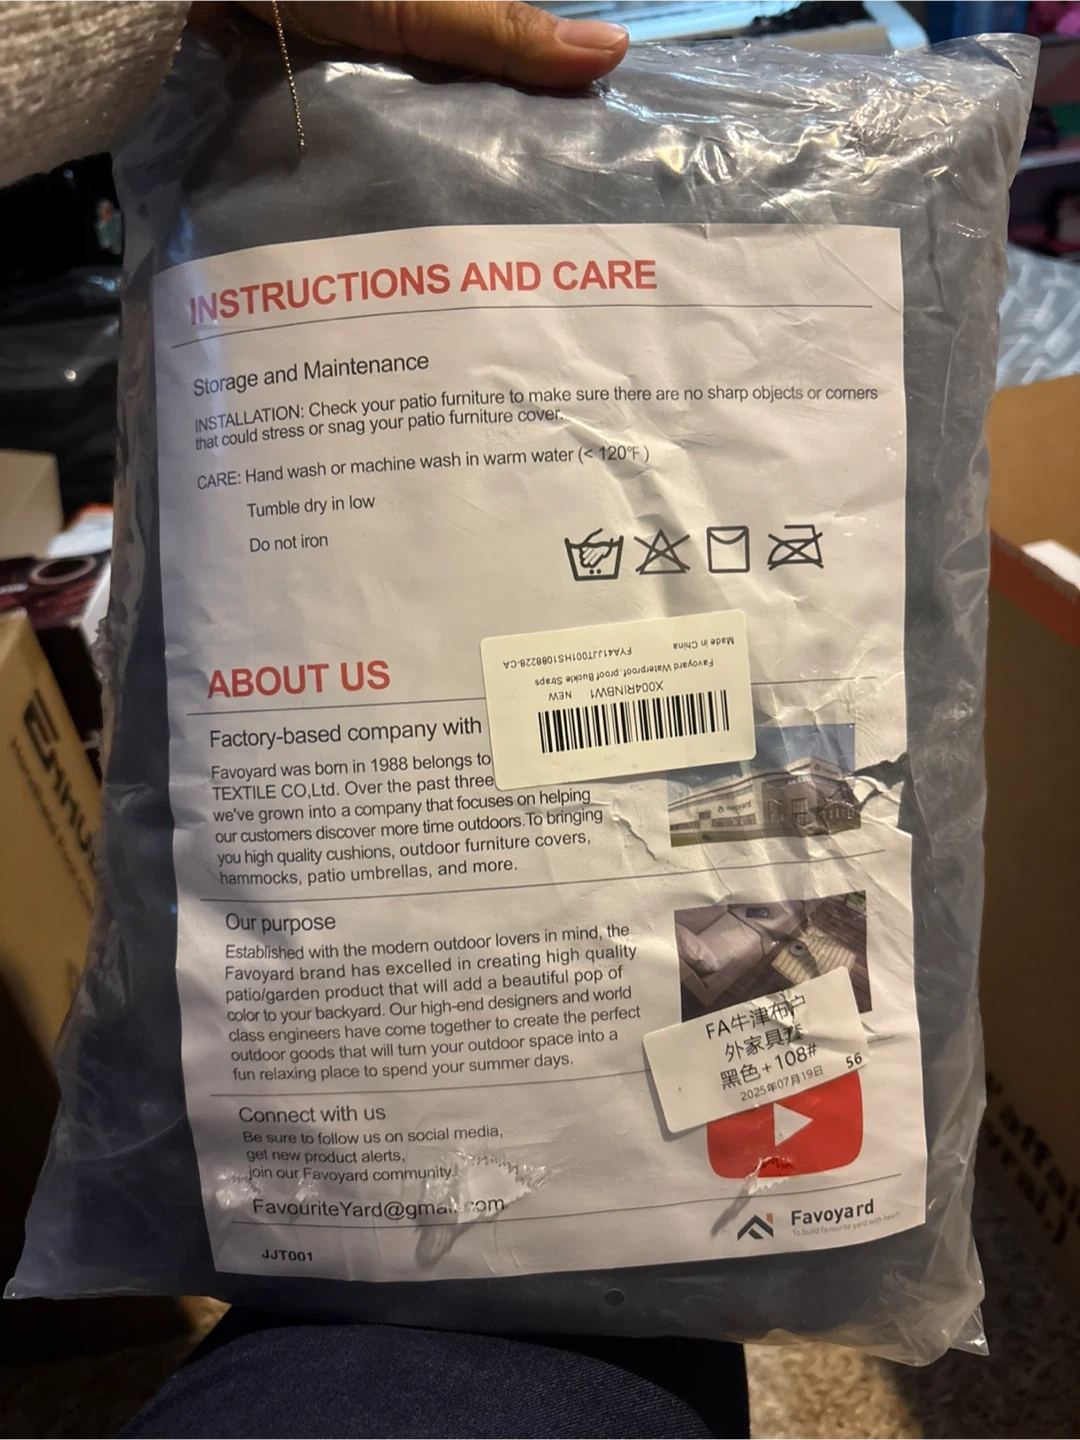 INSTRUCTIONS AND CARE
Storage and Maintenance
INSTALLATION: Check your patio furniture to make sure there are no sharp objects or corners
that could stress or snag your patio furniture cover.
CARE: Hand wash or machine wash in warm water (< 120°F )
Tumble dry in low
Do not iron
FYA41JJT001HS1088228-CA
Made in China
Favoyard Waterproof, proof Buckle Straps
X004RINBW1 NEW
ABOUT US
Factory-based company with
Favoyard was born in 1988 belongs to
TEXTILE CO,Ltd. Over the past three
we've grown into a company that focuses on helping
our customers discover more time outdoors.To bringing
you high quality cushions, outdoor furniture covers,
hammocks, patio umbrellas, and more.
Favoyard
Our purpose
Established with the modern outdoor lovers in mind, the
Favoyard brand has excelled in creating high quality
patio/garden product that will add a beautiful pop of
color to your backyard. Our high-end designers and world
class engineers have come together to create the perfect
outdoor goods that will turn your outdoor space into a
fun relaxing place to spend your summer days.
FA牛津布户
外家具套
黑色+108#
2025年07月19日 56
Connect with us
Be sure to follow us on social media,
get new product alerts,
join our Favoyard community.
FavouriteYard@gmail.com
Favoyard
To build favourite yard with heart
JJT001